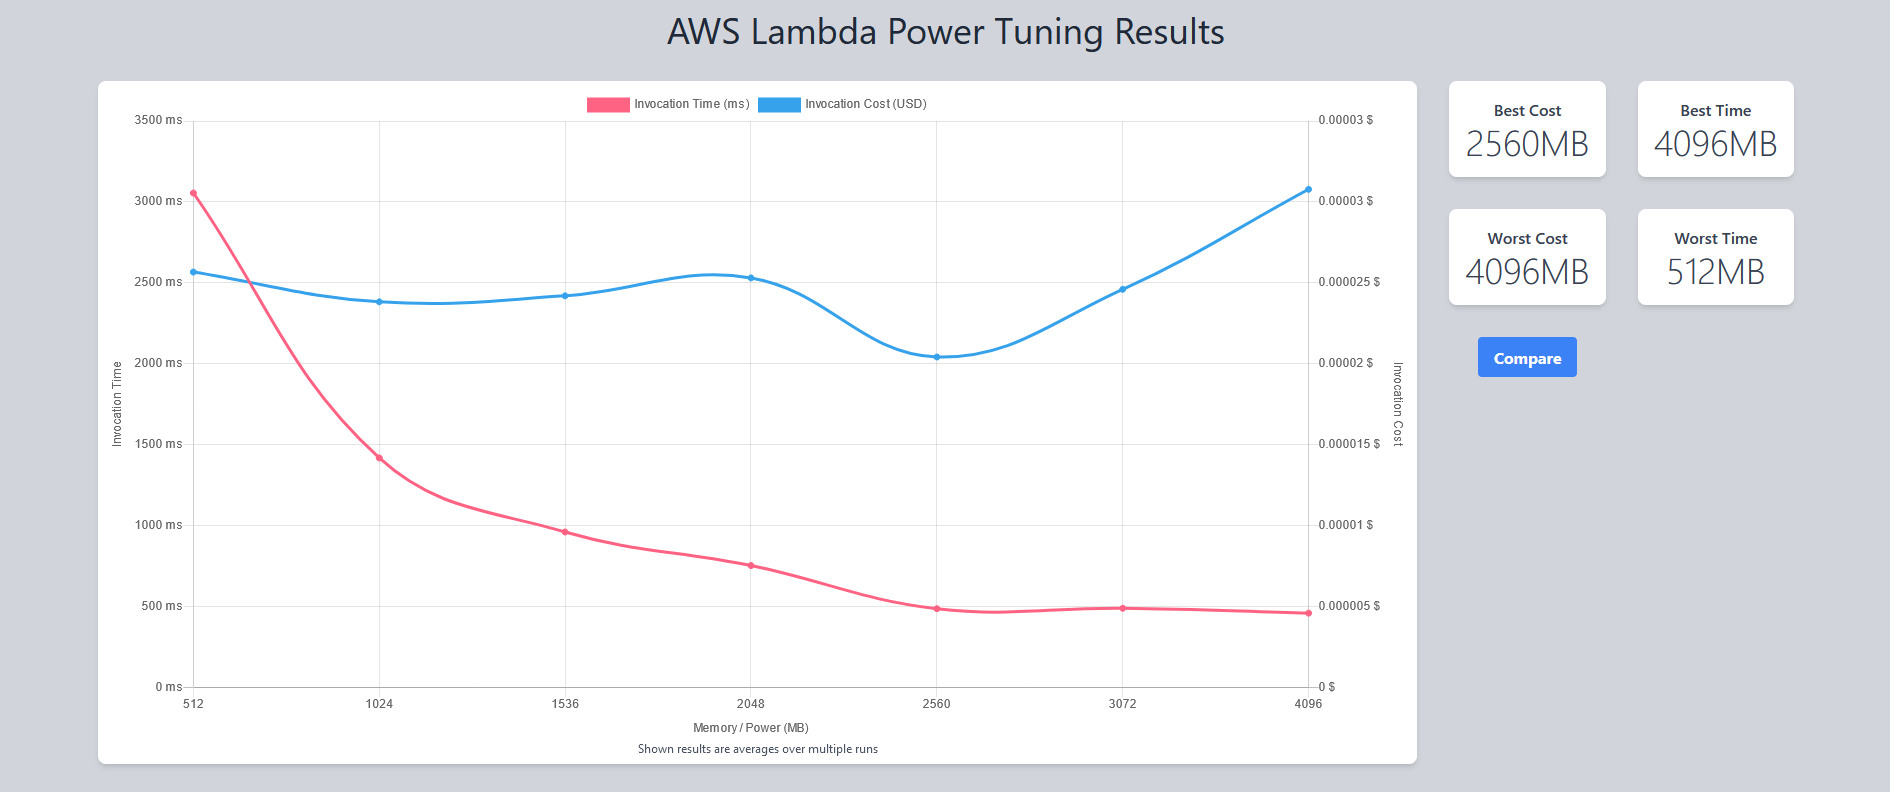 AWS Lambda Power Tuning Results
Invocation Time (ms)
Invocation Cost (USD)
3500 ms
3000 ms
2500 ms
2000 ms
1500 ms
1000 ms
500 ms
0 ms
Invocation Time
0.00003 $
0.00003 $
0.000025 $
0.00002 $
0.000015 $
0.00001 $
0.000005 $
0 $
Invocation Cost
512
1024
1536
2048
2560
3072
4096
Memory / Power (MB)
Shown results are averages over multiple runs
Best Cost
2560MB
Best Time
4096MB
Worst Cost
4096MB
Worst Time
512MB
Compare